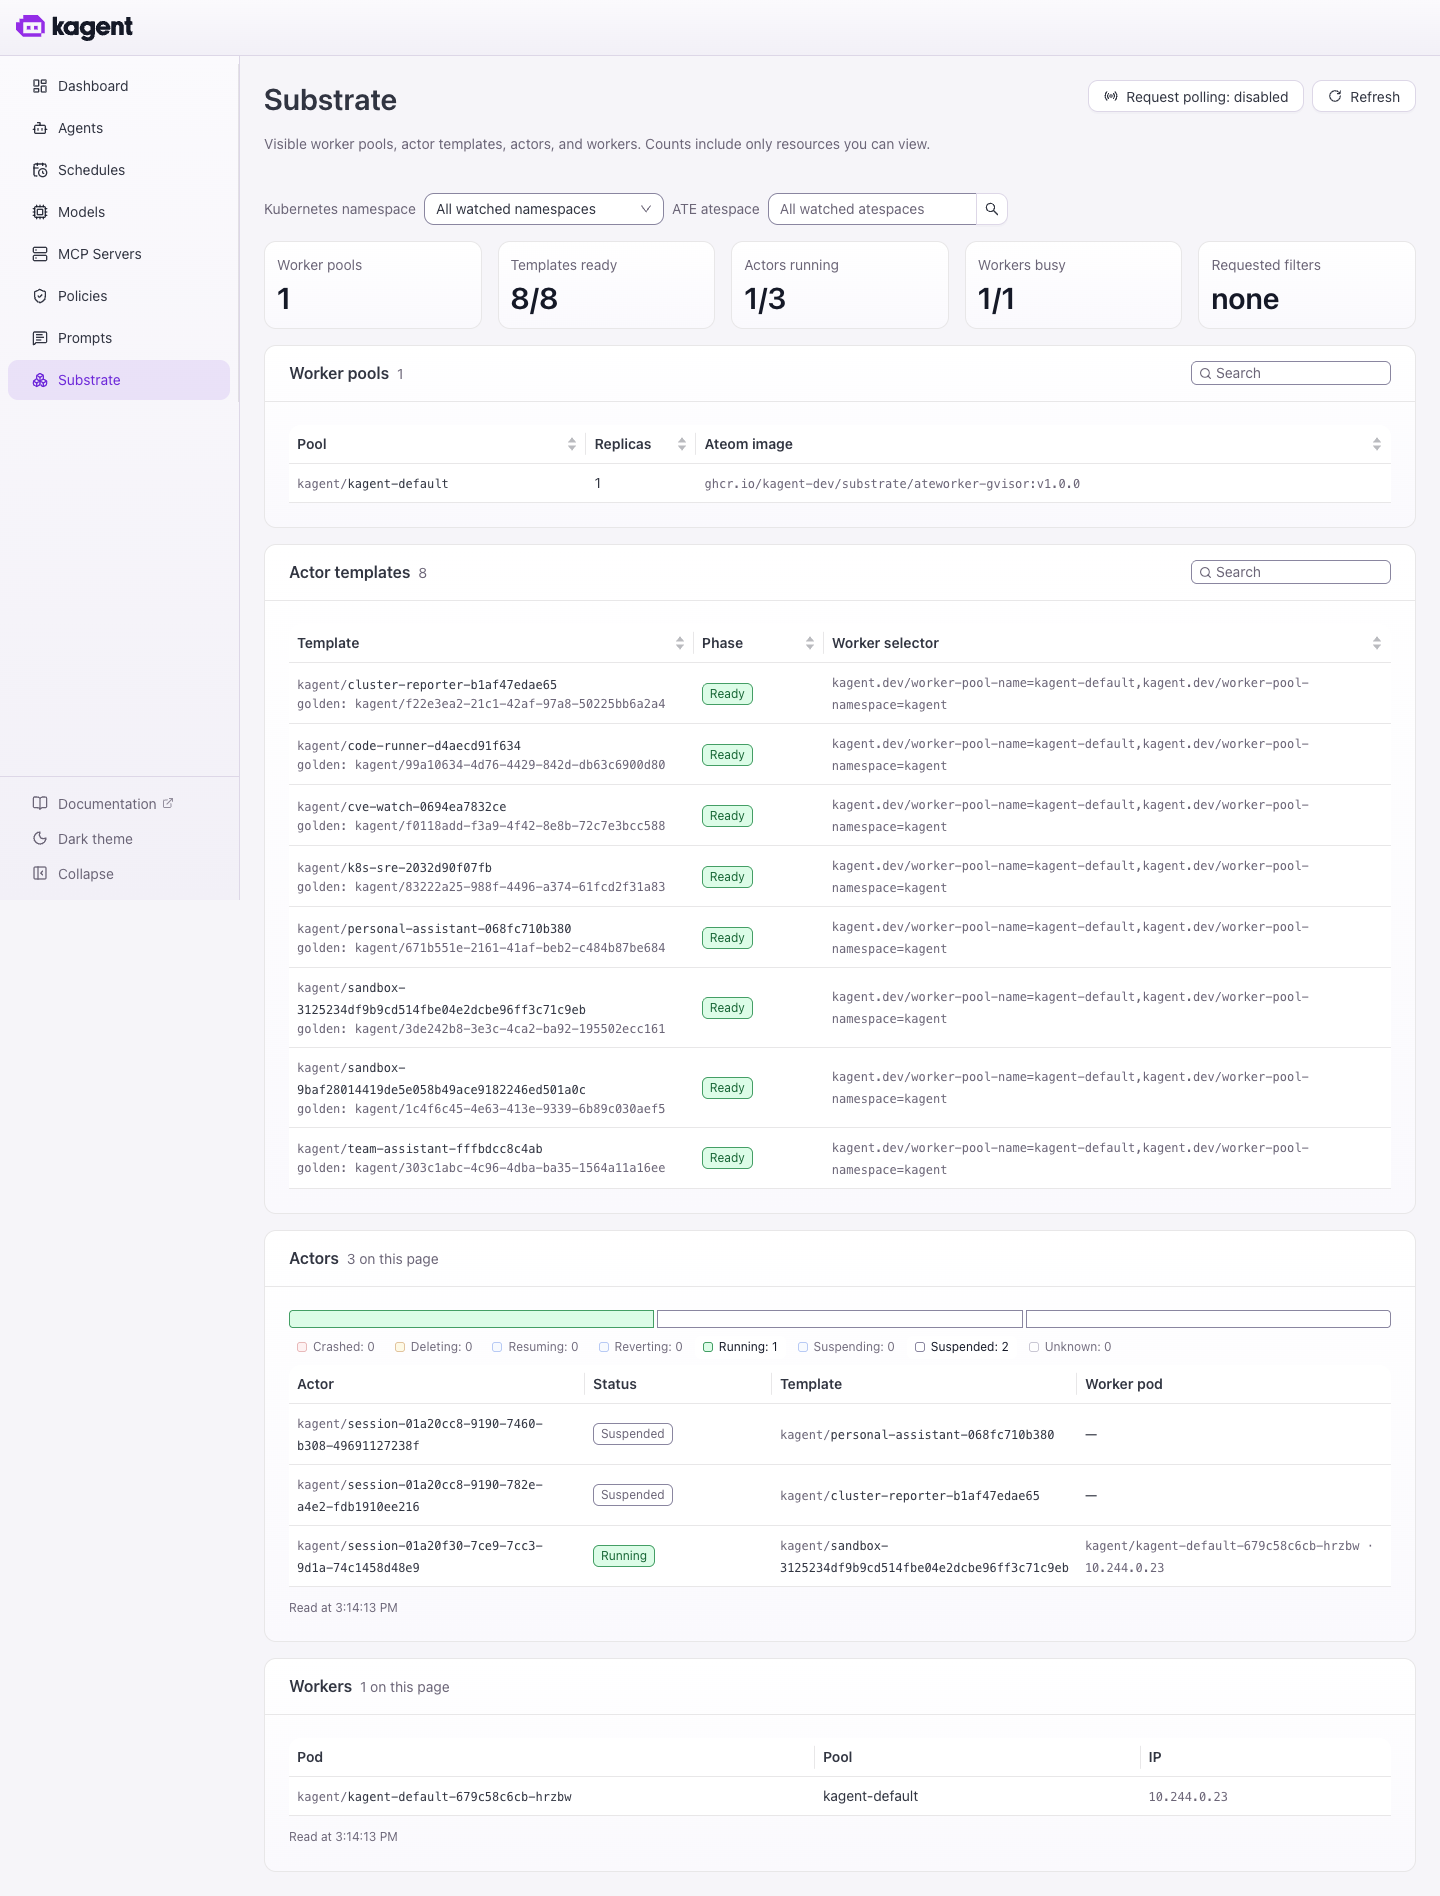 kagent
Dashboard
Agents
Schedules
Models
MCP Servers
Policies
Prompts
Substrate
Documentation
Dark theme
Collapse
Substrate
Request polling: disabled
Refresh
Visible worker pools, actor templates, actors, and workers. Counts include only resources you can view.
Kubernetes namespace All watched namespaces ATE atespace All watched atespaces
Worker pools
1
Templates ready
8/8
Actors running
1/3
Workers busy
1/1
Requested filters
none
Worker pools 1
Search
Pool Replicas Ateom image
kagent/kagent-default 1 ghcr.io/kagent-dev/substrate/ateworker-gvisor:v1.0.0
Actor templates 8
Search
Template Phase Worker selector
kagent/cluster-reporter-b1af47edae65
golden: kagent/f22e3ea2-21c1-42af-97a8-50225bb6a2a4
Ready
kagent.dev/worker-pool-name=kagent-default,kagent.dev/worker-pool-
namespace=kagent
kagent/code-runner-d4aecd91f634
golden: kagent/99a10634-4d76-4429-842d-db63c6900d80
Ready
kagent.dev/worker-pool-name=kagent-default,kagent.dev/worker-pool-
namespace=kagent
kagent/cve-watch-0694ea7832ce
golden: kagent/f0118add-f3a9-4f42-8e8b-72c7e3bcc588
Ready
kagent.dev/worker-pool-name=kagent-default,kagent.dev/worker-pool-
namespace=kagent
kagent/k8s-sre-2032d90f07fb
golden: kagent/83222a25-988f-4496-a374-61fcd2f31a83
Ready
kagent.dev/worker-pool-name=kagent-default,kagent.dev/worker-pool-
namespace=kagent
kagent/personal-assistant-068fc710b380
golden: kagent/671b551e-2161-41af-beb2-c484b87be684
Ready
kagent.dev/worker-pool-name=kagent-default,kagent.dev/worker-pool-
namespace=kagent
kagent/sandbox-
3125234df9b9cd514fbe04e2dcbe96ff3c71c9eb
golden: kagent/3de242b8-3e3c-4ca2-ba92-195502ecc161
Ready
kagent.dev/worker-pool-name=kagent-default,kagent.dev/worker-pool-
namespace=kagent
kagent/sandbox-
9baf28014419de5e058b49ace9182246ed501a0c
golden: kagent/1c4f6c45-4e63-413e-9339-6b89c030aef5
Ready
kagent.dev/worker-pool-name=kagent-default,kagent.dev/worker-pool-
namespace=kagent
kagent/team-assistant-fffbdcc8c4ab
golden: kagent/303c1abc-4c96-4dba-ba35-1564a11a16ee
Ready
kagent.dev/worker-pool-name=kagent-default,kagent.dev/worker-pool-
namespace=kagent
Actors 3 on this page
Crashed: 0 Deleting: 0 Resuming: 0 Reverting: 0 Running: 1 Suspending: 0 Suspended: 2 Unknown: 0
Actor Status Template Worker pod
kagent/session-01a20cc8-9190-7460-
b308-49691127238f
Suspended
kagent/personal-assistant-068fc710b380
—
kagent/session-01a20cc8-9190-782e-
a4e2-fdb1910ee216
Suspended
kagent/cluster-reporter-b1af47edae65
—
kagent/session-01a20f30-7ce9-7cc3-
9d1a-74c1458d48e9
Running
kagent/sandbox-
3125234df9b9cd514fbe04e2dcbe96ff3c71c9eb
kagent/kagent-default-679c58c6cb-hrzbw ·
10.244.0.23
Read at 3:14:13 PM
Workers 1 on this page
Pod Pool IP
kagent/kagent-default-679c58c6cb-hrzbw kagent-default 10.244.0.23
Read at 3:14:13 PM